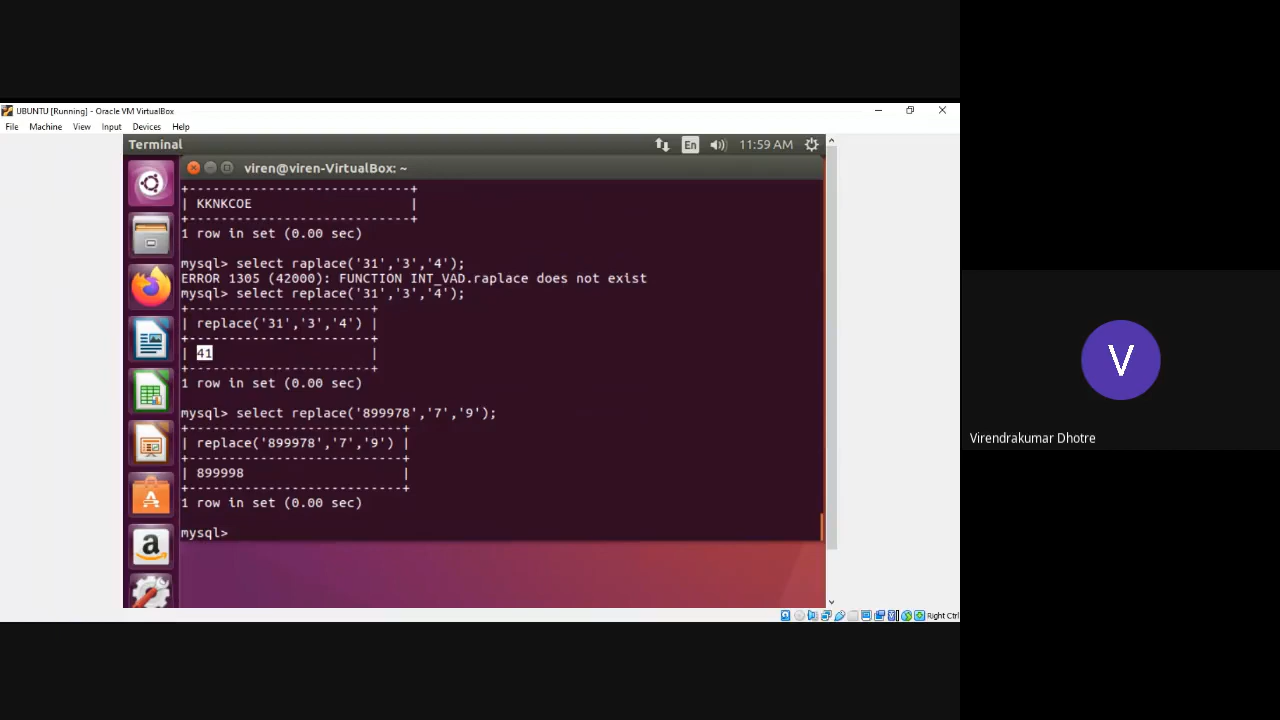 UBUNTU [Running] - Oracle VM VirtualBox
File Machine View Input Devices Help
Terminal En 11:59 AM
viren@viren-VirtualBox: ~
+-----------------------------+
| KKNKCOE |
+-----------------------------+
1 row in set (0.00 sec)
mysql> select raplace('31','3','4');
ERROR 1305 (42000): FUNCTION INT_VAD.raplace does not exist
mysql> select replace('31','3','4');
+-----------------------+
| replace('31','3','4') |
+-----------------------+
| 41 |
+-----------------------+
1 row in set (0.00 sec)
mysql> select replace('899978','7','9');
+---------------------------+
| replace('899978','7','9') |
+---------------------------+
| 899998 |
+---------------------------+
1 row in set (0.00 sec)
mysql>
Right Ctrl
V
Virendrakumar Dhotre